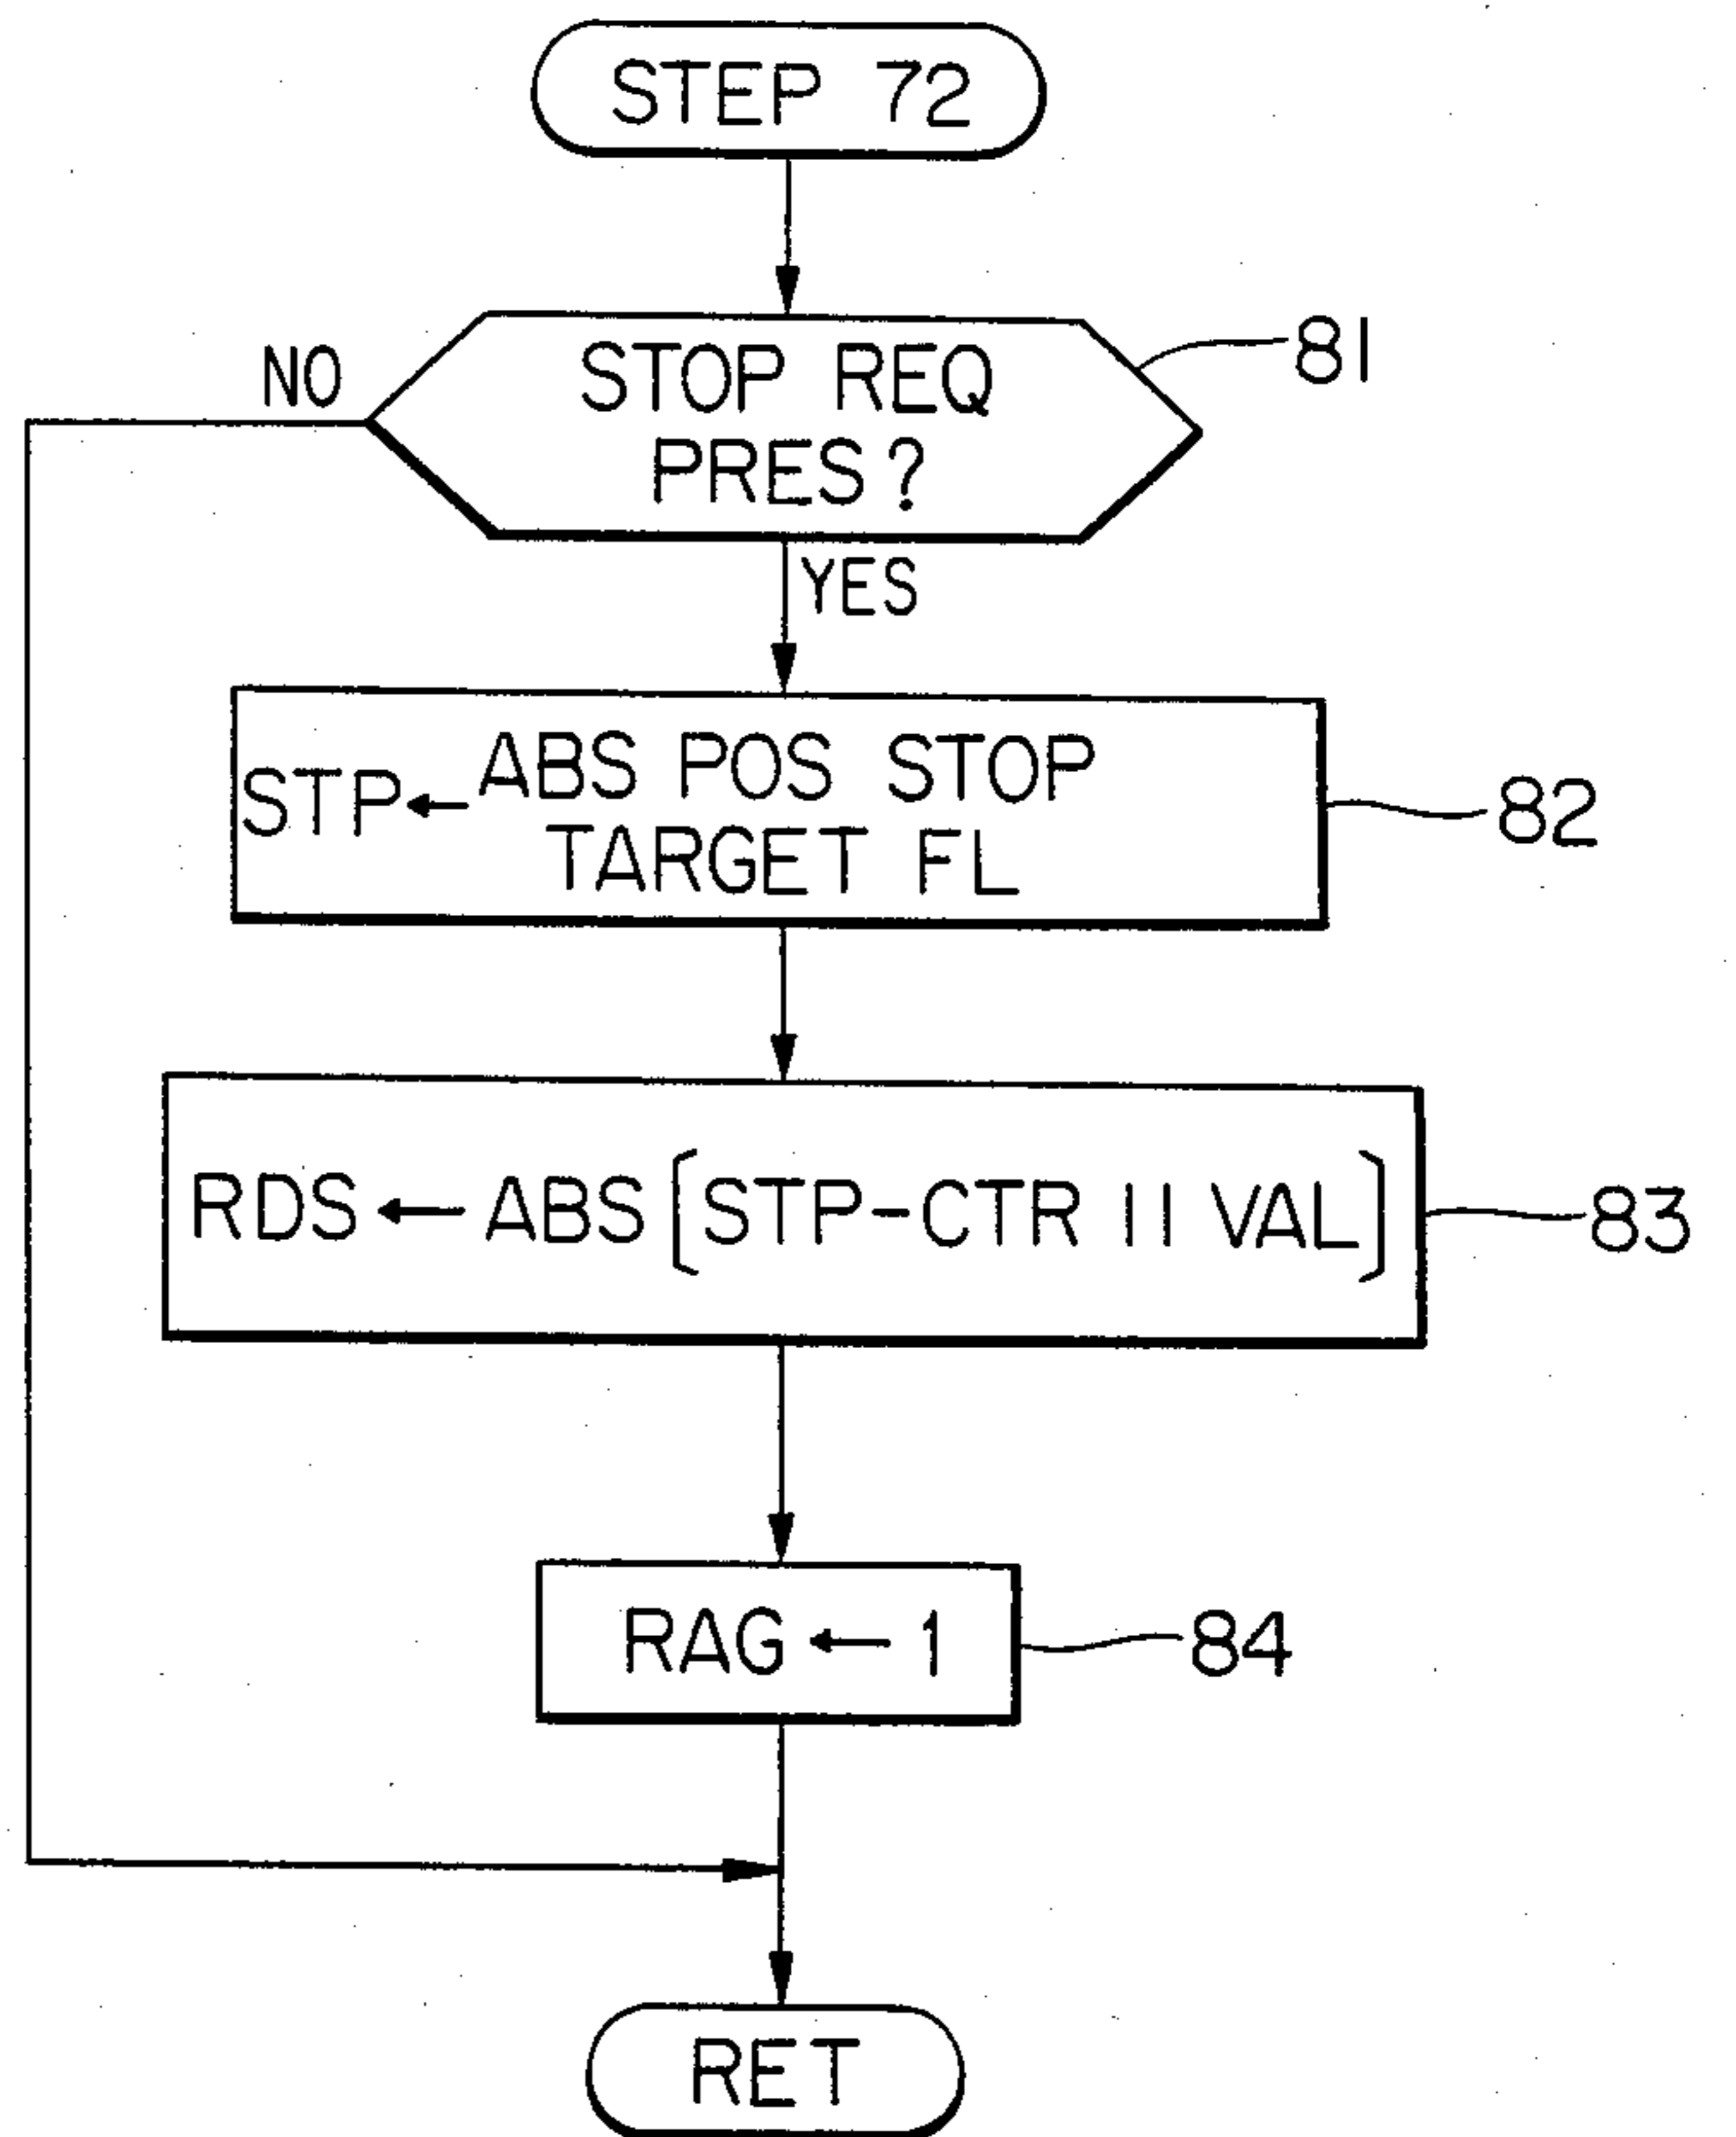 STEP 72
NO
STOP REQ
PRES?
81
YES
STP←ABS POS STOP
TARGET FL
82
RDS←ABS[STP-CTR 11 VAL]
83
RAG←1
84
RET